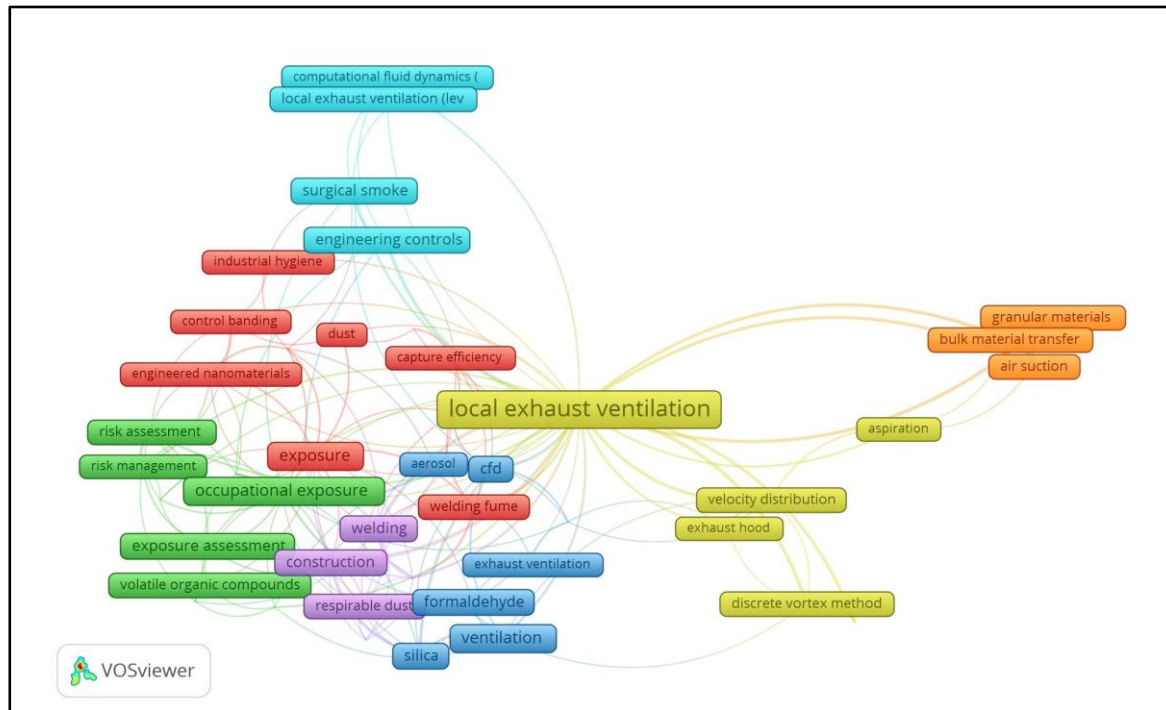 computational fluid dynamics (
local exhaust ventilation (lev
surgical smoke
engineering controls
industrial hygiene
control banding
dust
capture efficiency
engineered nanomaterials
granular materials
bulk material transfer
air suction
local exhaust ventilation
aspiration
risk assessment
risk management
exposure
aerosol
cfd
occupational exposure
welding fume
velocity distribution
exhaust hood
welding
exposure assessment
construction
exhaust ventilation
volatile organic compounds
respirable dust
formaldehyde
discrete vortex method
ventilation
silica
VOSviewer